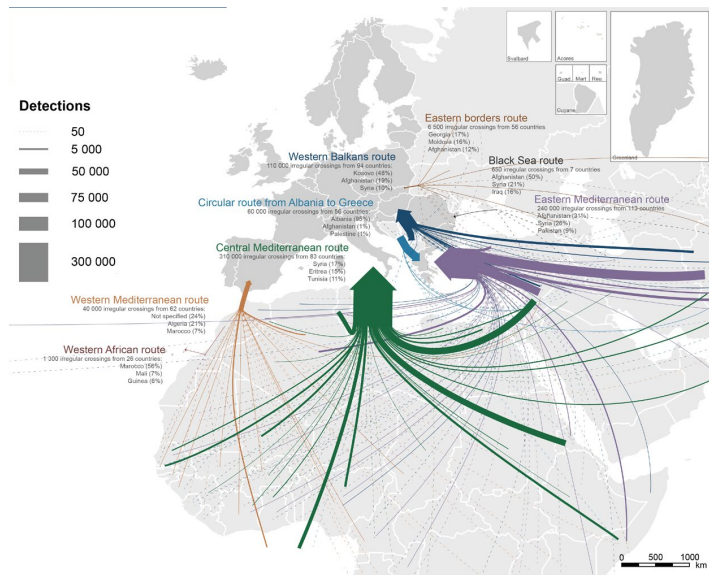 Svalbard
Acores
Guad
Mart
Reu
Guyane
Greenland
Detections
50
5 000
50 000
75 000
100 000
300 000
Eastern borders route
6 500 irregular crossings from 56 countries
Georgia (17%)
Moldova (16%)
Afghanistan (12%)
Western Balkans route
110 000 irregular crossings from 94 countries:
Kosovo (46%)
Afghanistan (19%)
Syria (10%)
Black Sea route
650 irregular crossings from 7 countries
Afghanistan (50%)
Syria (21%)
Iraq (16%)
Eastern Mediterranean route
240 000 irregular crossings from 113 countries
Afghanistan (31%)
Syria (26%)
Pakistan (9%)
Circular route from Albania to Greece
60 000 irregular crossings from 56 countries:
Albania (95%)
Afghanistan (1%)
Palestine (1%)
Central Mediterranean route
310 000 irregular crossings from 83 countries:
Syria (17%)
Eritrea (15%)
Tunisia (11%)
Western Mediterranean route
40 000 irregular crossings from 62 countries:
Not specified (24%)
Algeria (21%)
Marocco (7%)
Western African route
1 300 irregular crossings from 26 countries:
Marocco (56%)
Mali (7%)
Guinea (6%)
0 500 1000
km